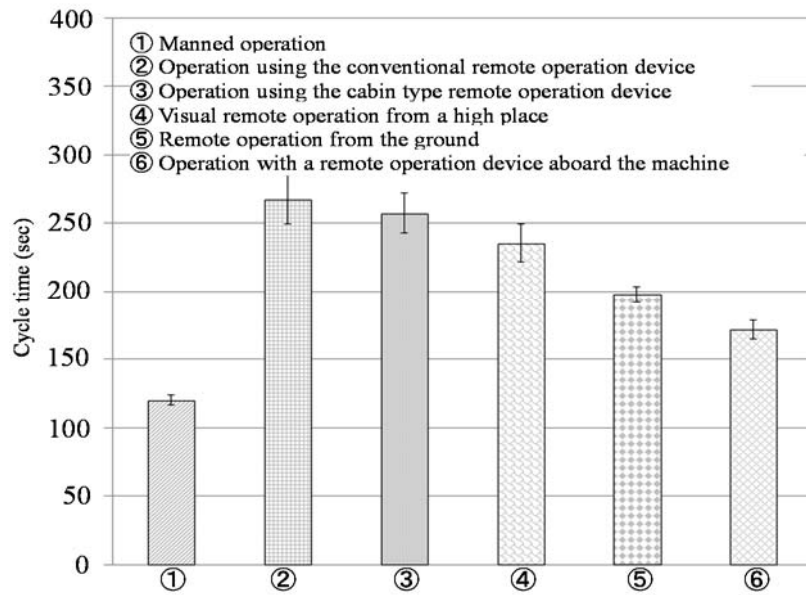 400
350
300
250
200
150
100
50
0
Cycle time (sec)
① Manned operation
② Operation using the conventional remote operation device
③ Operation using the cabin type remote operation device
④ Visual remote operation from a high place
⑤ Remote operation from the ground
⑥ Operation with a remote operation device aboard the machine
① ② ③ ④ ⑤ ⑥